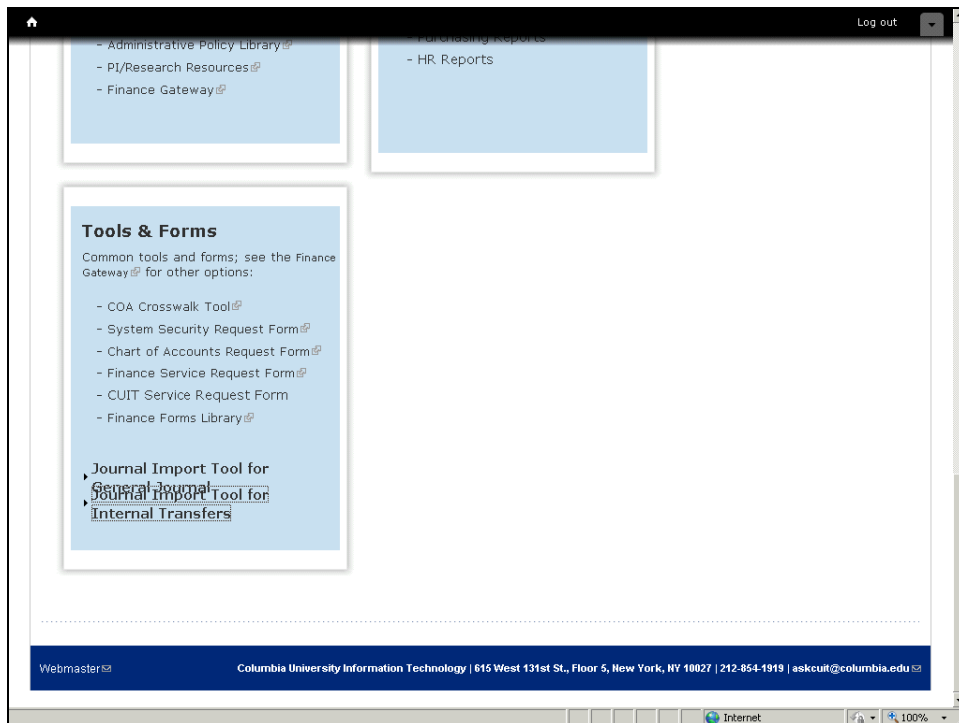 Log out
- Administrative Policy Library
- PI/Research Resources
- Finance Gateway
- Purchasing Reports
- HR Reports
Tools & Forms
Common tools and forms; see the Finance
Gateway for other options:
- COA Crosswalk Tool
- System Security Request Form
- Chart of Accounts Request Form
- Finance Service Request Form
- CUIT Service Request Form
- Finance Forms Library
Journal Import Tool for
General Journal
Journal Import Tool for
Internal Transfers
Webmaster
Columbia University Information Technology | 615 West 131st St., Floor 5, New York, NY 10027 | 212-854-1919 | askcuit@columbia.edu
Internet
100%